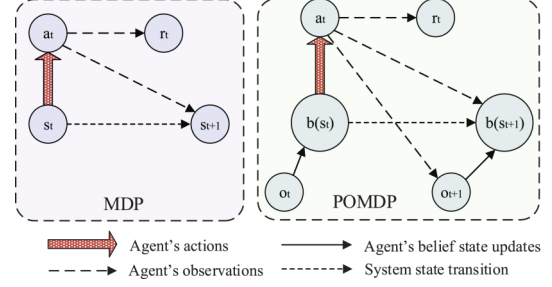 at
rt
st
st+1
MDP
at
rt
b(st)
b(st+1)
ot
ot+1
POMDP
Agent's actions
Agent's belief state updates
Agent's observations
System state transition